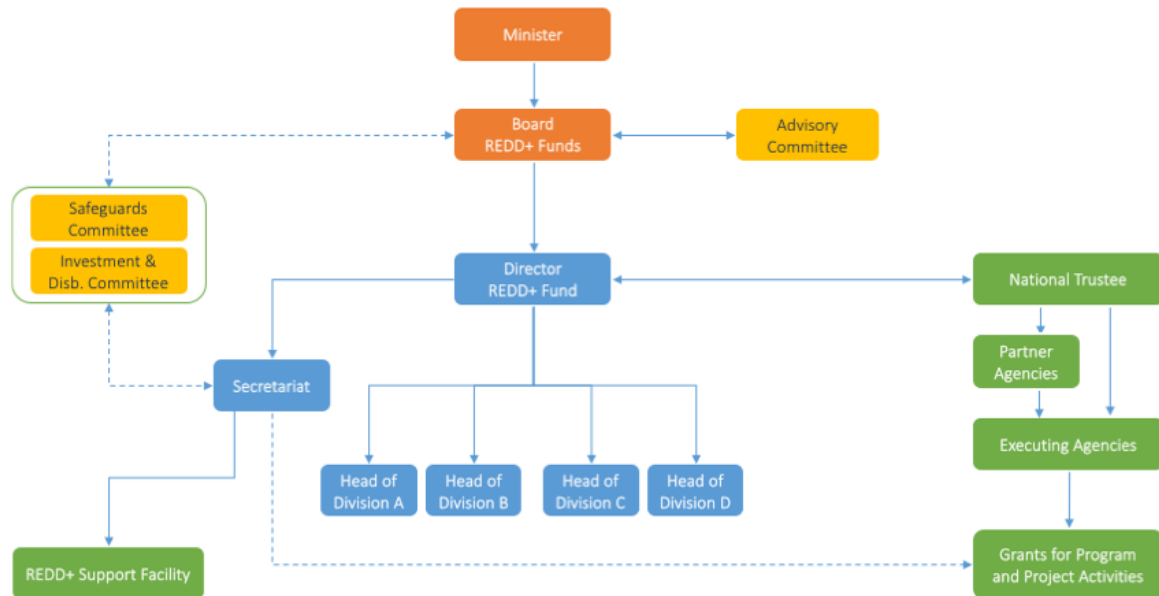 Minister
Board
REDD+ Funds
Advisory
Committee
Safeguards
Committee
Investment &
Disb. Committee
Director
REDD+ Fund
National Trustee
Partner
Agencies
Secretariat
Executing Agencies
Head of
Division A
Head of
Division B
Head of
Division C
Head of
Division D
REDD+ Support Facility
Grants for Program
and Project Activities